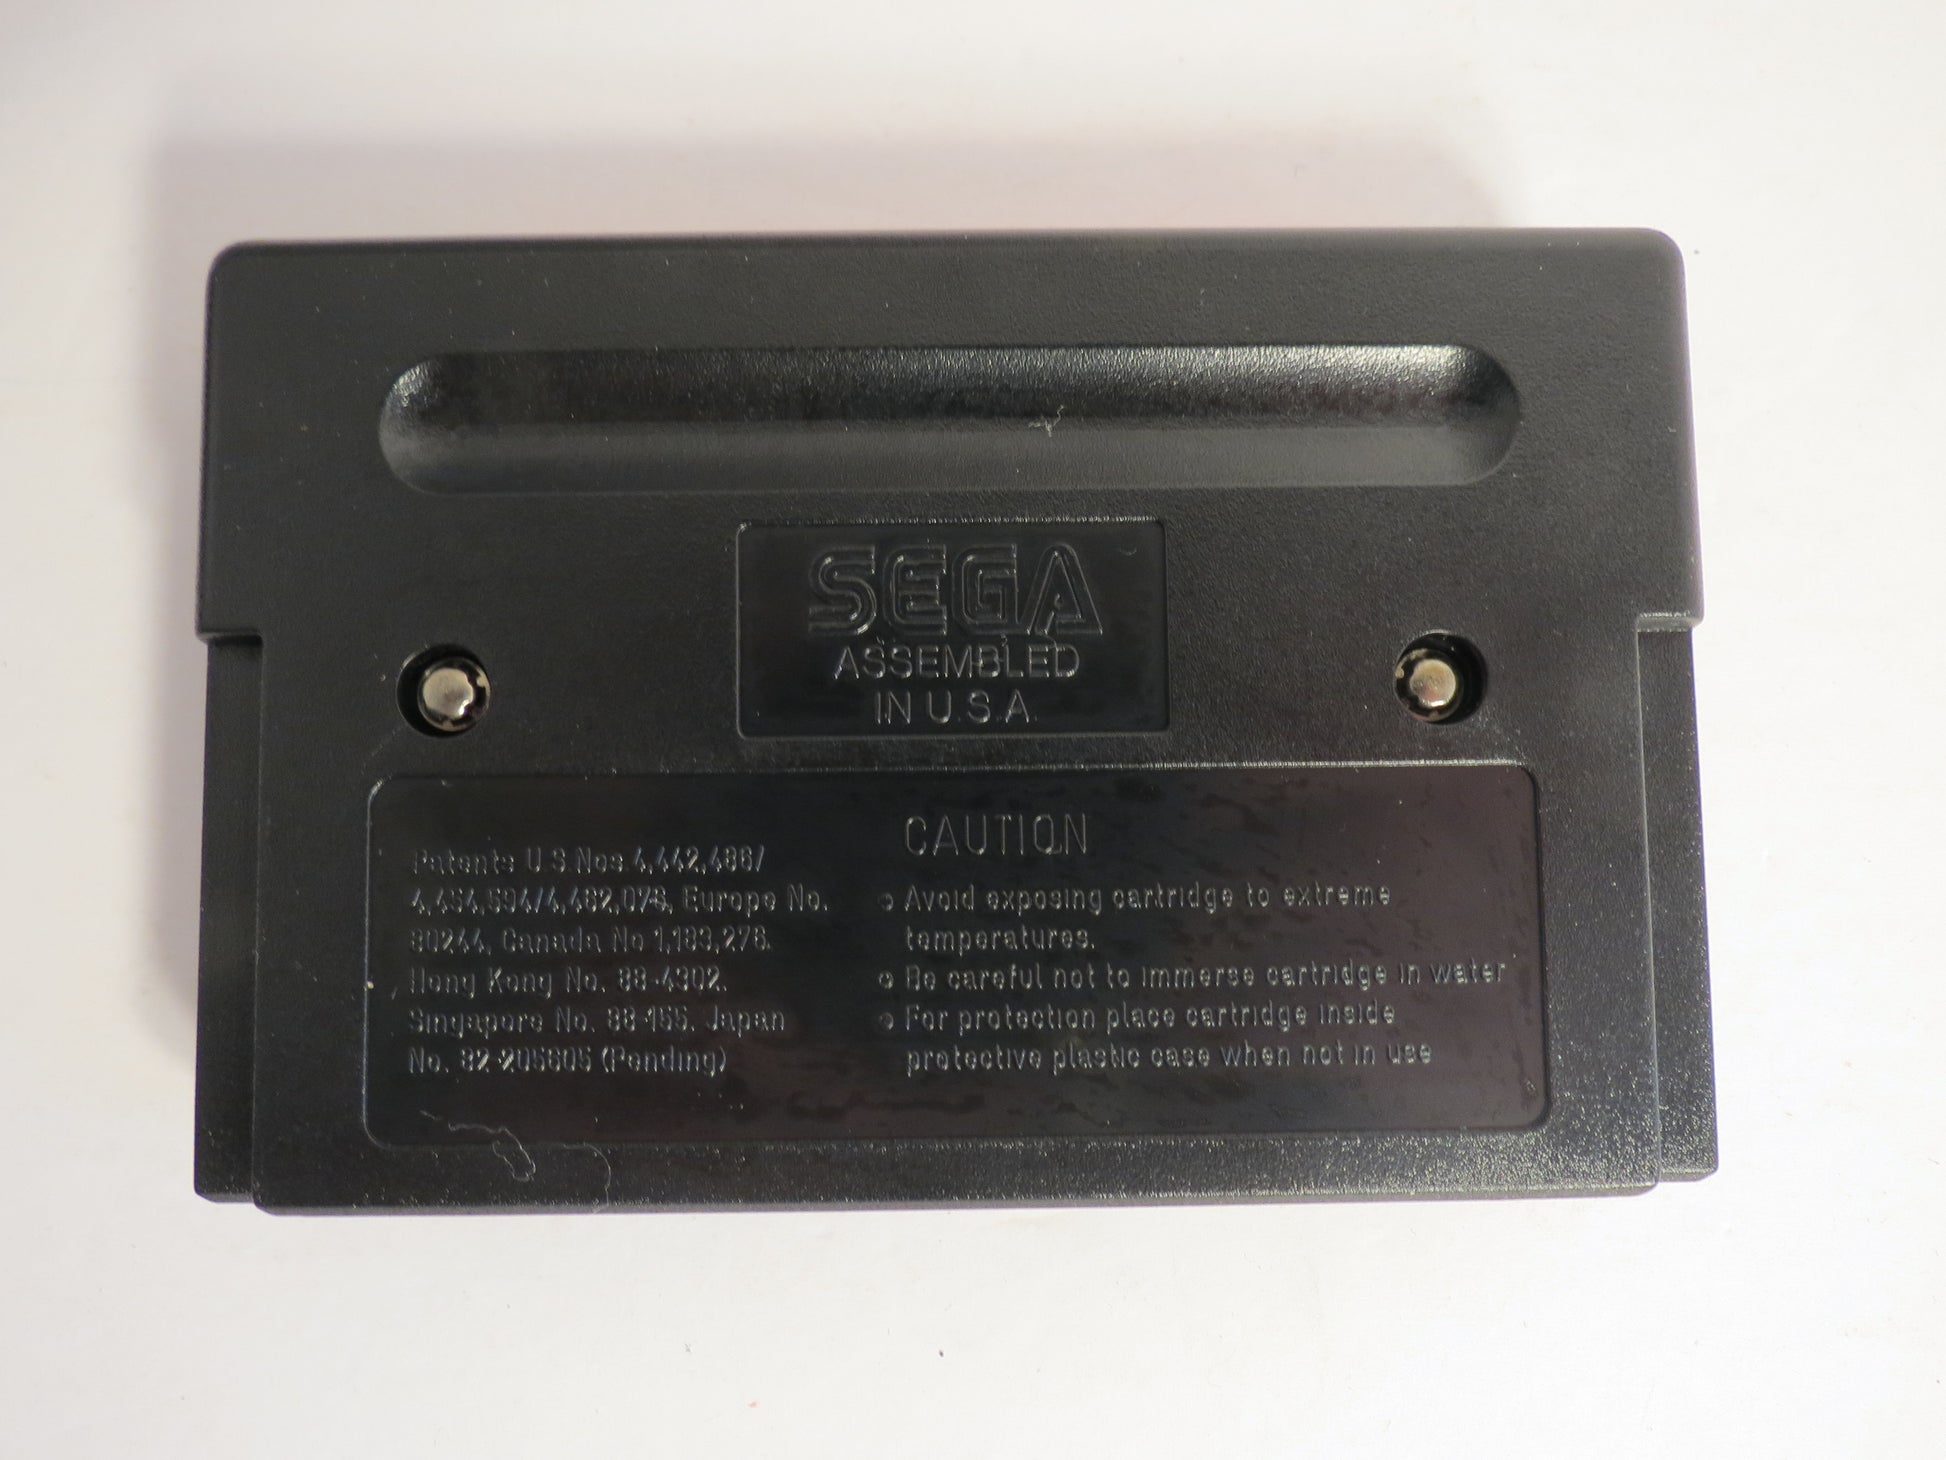 SEGA
ASSEMBLED
IN U.S.A.
Patents U.S. Nos. 4,442,486/
4,454,594/4,462,076, Europe No.
80244, Canada No. 1,183,276.
Hong Kong No. 88-4302.
Singapore No. 88-155. Japan
No. 82-205605 (Pending)
CAUTION
o Avoid exposing cartridge to extreme
temperatures.
o Be careful not to immerse cartridge in water
o For protection place cartridge inside
protective plastic case when not in use